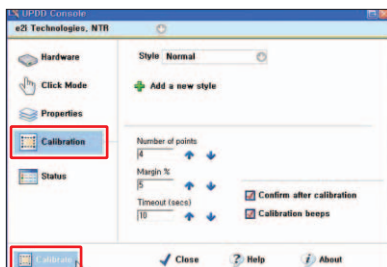 UPDD Console
e2i Technologies, NTR
Hardware
Click Mode
Properties
Calibration
Status
Style Normal
Add a new style
Number of points
4
Margin %
5
Timeout (secs)
10
Confirm after calibration
Calibration beeps
Calibrate
Close
Help
About